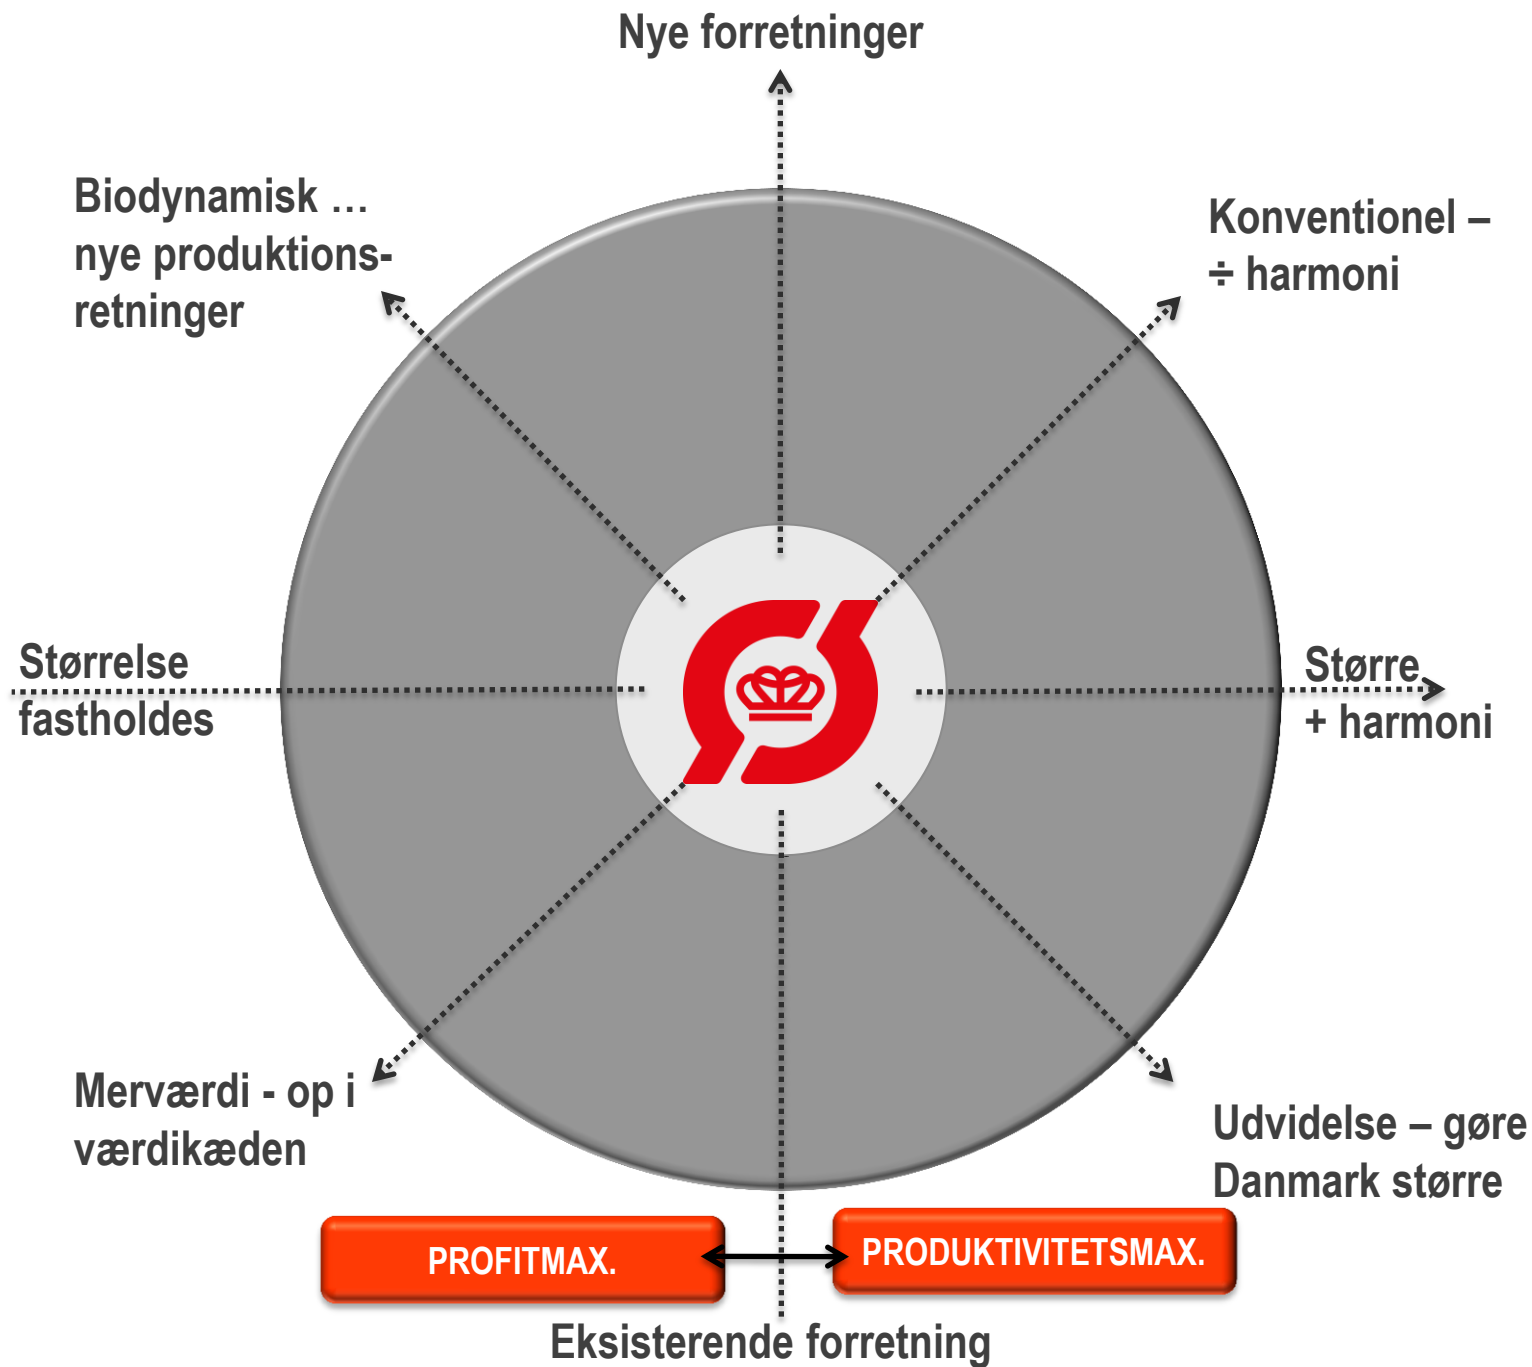 Nye forretninger
Biodynamisk …
nye produktions-
retninger
Konventionel –
÷ harmoni
Størrelse
fastholdes
Større
+ harmoni
Merværdi - op i
værdikæden
Udvidelse – gøre
Danmark større
PROFITMAX.
PRODUKTIVITETSMAX.
Eksisterende forretning